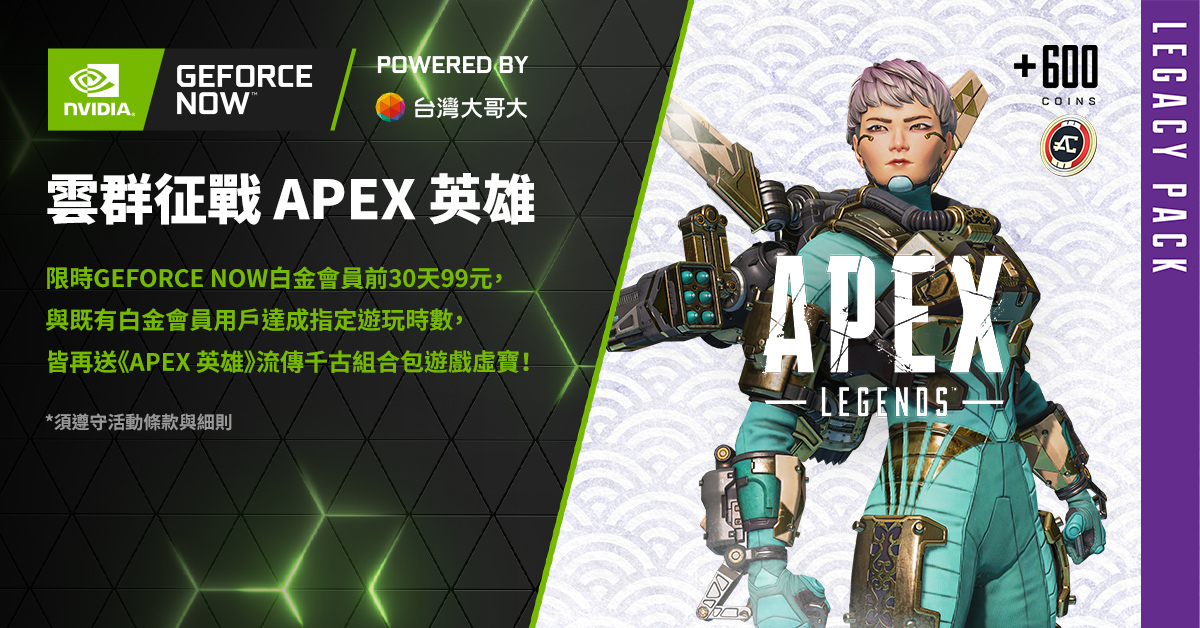 NVIDIA.
GEFORCE
NOW™
POWERED BY
台灣大哥大
雲群征戰 APEX 英雄
限時GEFORCE NOW白金會員前30天99元，
與既有白金會員用戶達成指定遊玩時數，
皆再送《APEX 英雄》流傳千古組合包遊戲虛寶！
*須遵守活動條款與細則
+600
COINS
APEX
LEGENDS™
LEGACY PACK